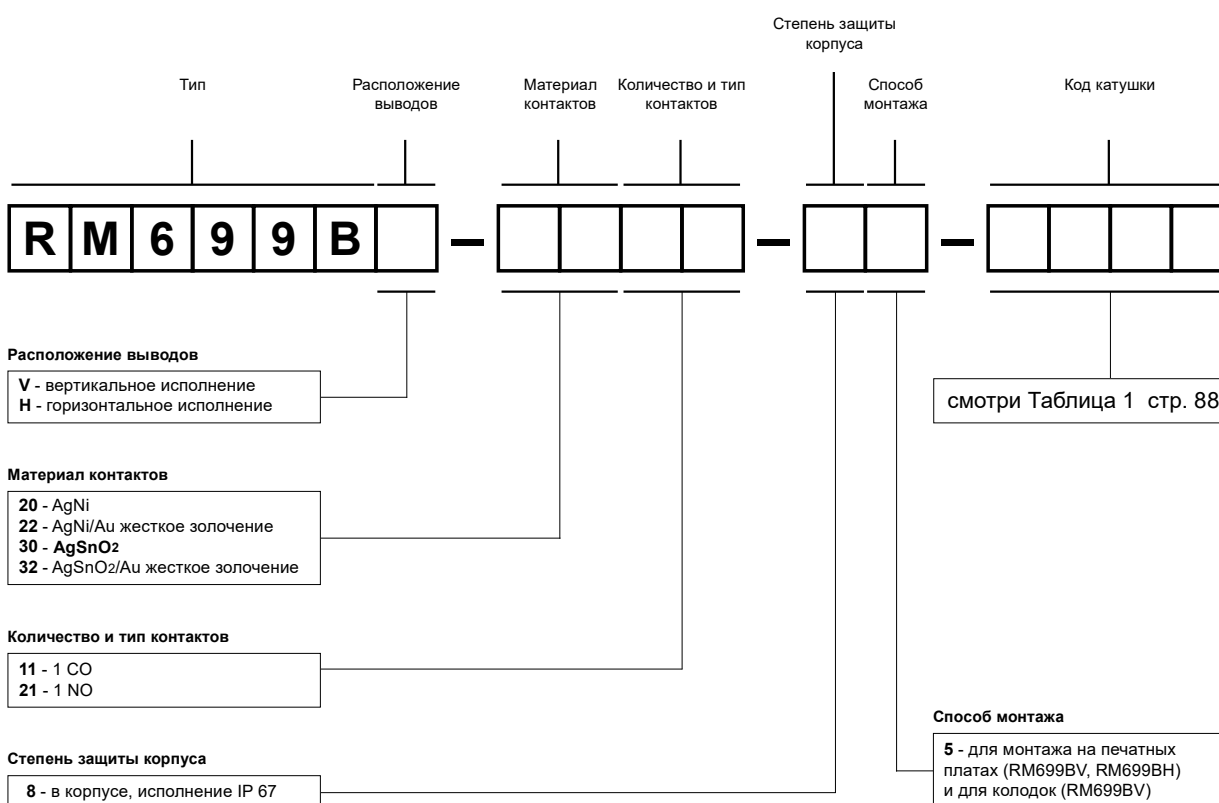 Степень защиты
корпуса
Тип
Расположение
выводов
Материал
контактов
Количество и тип
контактов
Способ
монтажа
Код катушки
RM699B - - -
Расположение выводов
V - вертикальное исполнение
H - горизонтальное исполнение
смотри Таблица 1 стр. 88
Материал контактов
20 - AgNi
22 - AgNi/Au жесткое золочение
30 - AgSnO2
32 - AgSnO2/Au жесткое золочение
Количество и тип контактов
11 - 1 CO
21 - 1 NO
Способ монтажа
5 - для монтажа на печатных
платах (RM699BV, RM699BH)
и для колодок (RM699BV)
Степень защиты корпуса
8 - в корпусе, исполнение IP 67